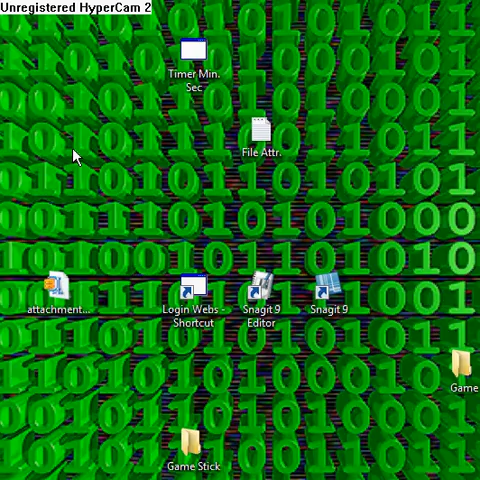 Unregistered HyperCam 2
Timer Min.
Sec
File Attr.
attachment...
Login Webs -
Shortcut
Snagit 9
Editor
Snagit 9
Game
Game Stick